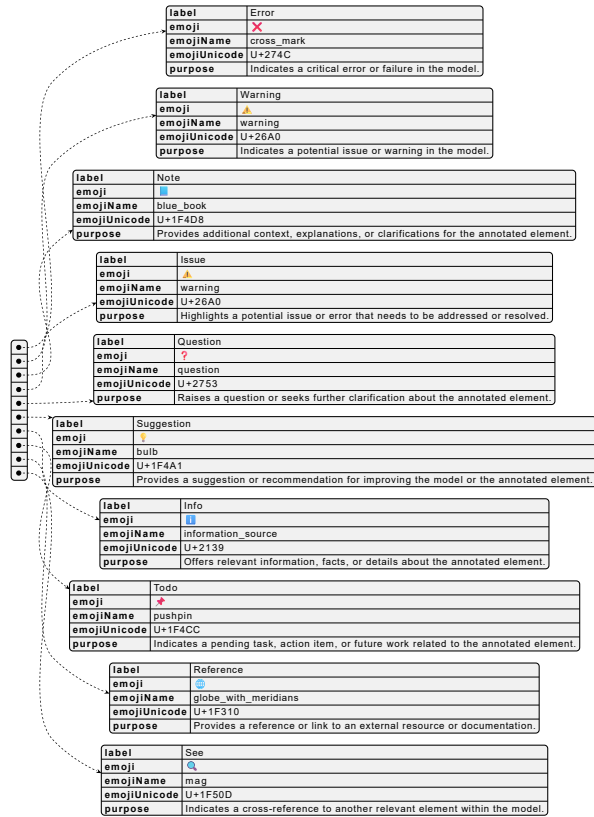 label Error
emoji ❌
emojiName cross_mark
emojiUnicode U+274C
purpose Indicates a critical error or failure in the model.
label Warning
emoji ⚠️
emojiName warning
emojiUnicode U+26A0
purpose Indicates a potential issue or warning in the model.
label Note
emoji 📘
emojiName blue_book
emojiUnicode U+1F4D8
purpose Provides additional context, explanations, or clarifications for the annotated element.
label Issue
emoji ⚠️
emojiName warning
emojiUnicode U+26A0
purpose Highlights a potential issue or error that needs to be addressed or resolved.
label Question
emoji ❓
emojiName question
emojiUnicode U+2753
purpose Raises a question or seeks further clarification about the annotated element.
label Suggestion
emoji 💡
emojiName bulb
emojiUnicode U+1F4A1
purpose Provides a suggestion or recommendation for improving the model or the annotated element.
label Info
emoji ℹ️
emojiName information_source
emojiUnicode U+2139
purpose Offers relevant information, facts, or details about the annotated element.
label Todo
emoji 📌
emojiName pushpin
emojiUnicode U+1F4CC
purpose Indicates a pending task, action item, or future work related to the annotated element.
label Reference
emoji 🌐
emojiName globe_with_meridians
emojiUnicode U+1F310
purpose Provides a reference or link to an external resource or documentation.
label See
emoji 🔍
emojiName mag
emojiUnicode U+1F50D
purpose Indicates a cross-reference to another relevant element within the model.